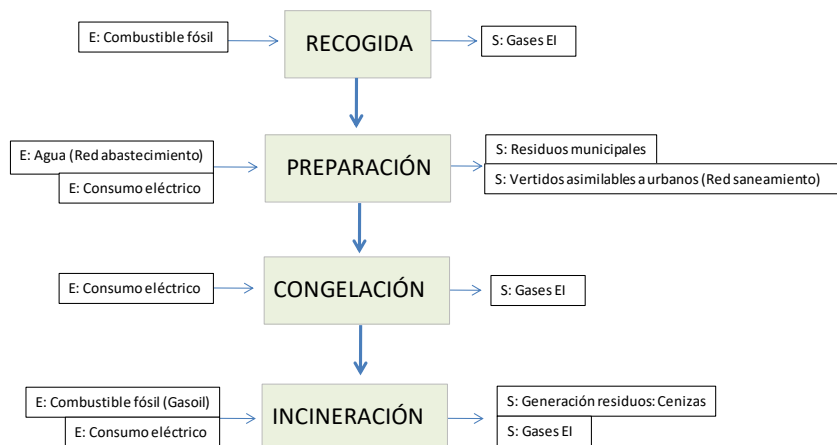 E: Combustible fósil
RECOGIDA
S: Gases EI
E: Agua (Red abastecimiento)
E: Consumo eléctrico
PREPARACIÓN
S: Residuos municipales
S: Vertidos asimilables a urbanos (Red saneamiento)
E: Consumo eléctrico
CONGELACIÓN
S: Gases EI
E: Combustible fósil (Gasoil)
E: Consumo eléctrico
INCINERACIÓN
S: Generación residuos: Cenizas
S: Gases EI